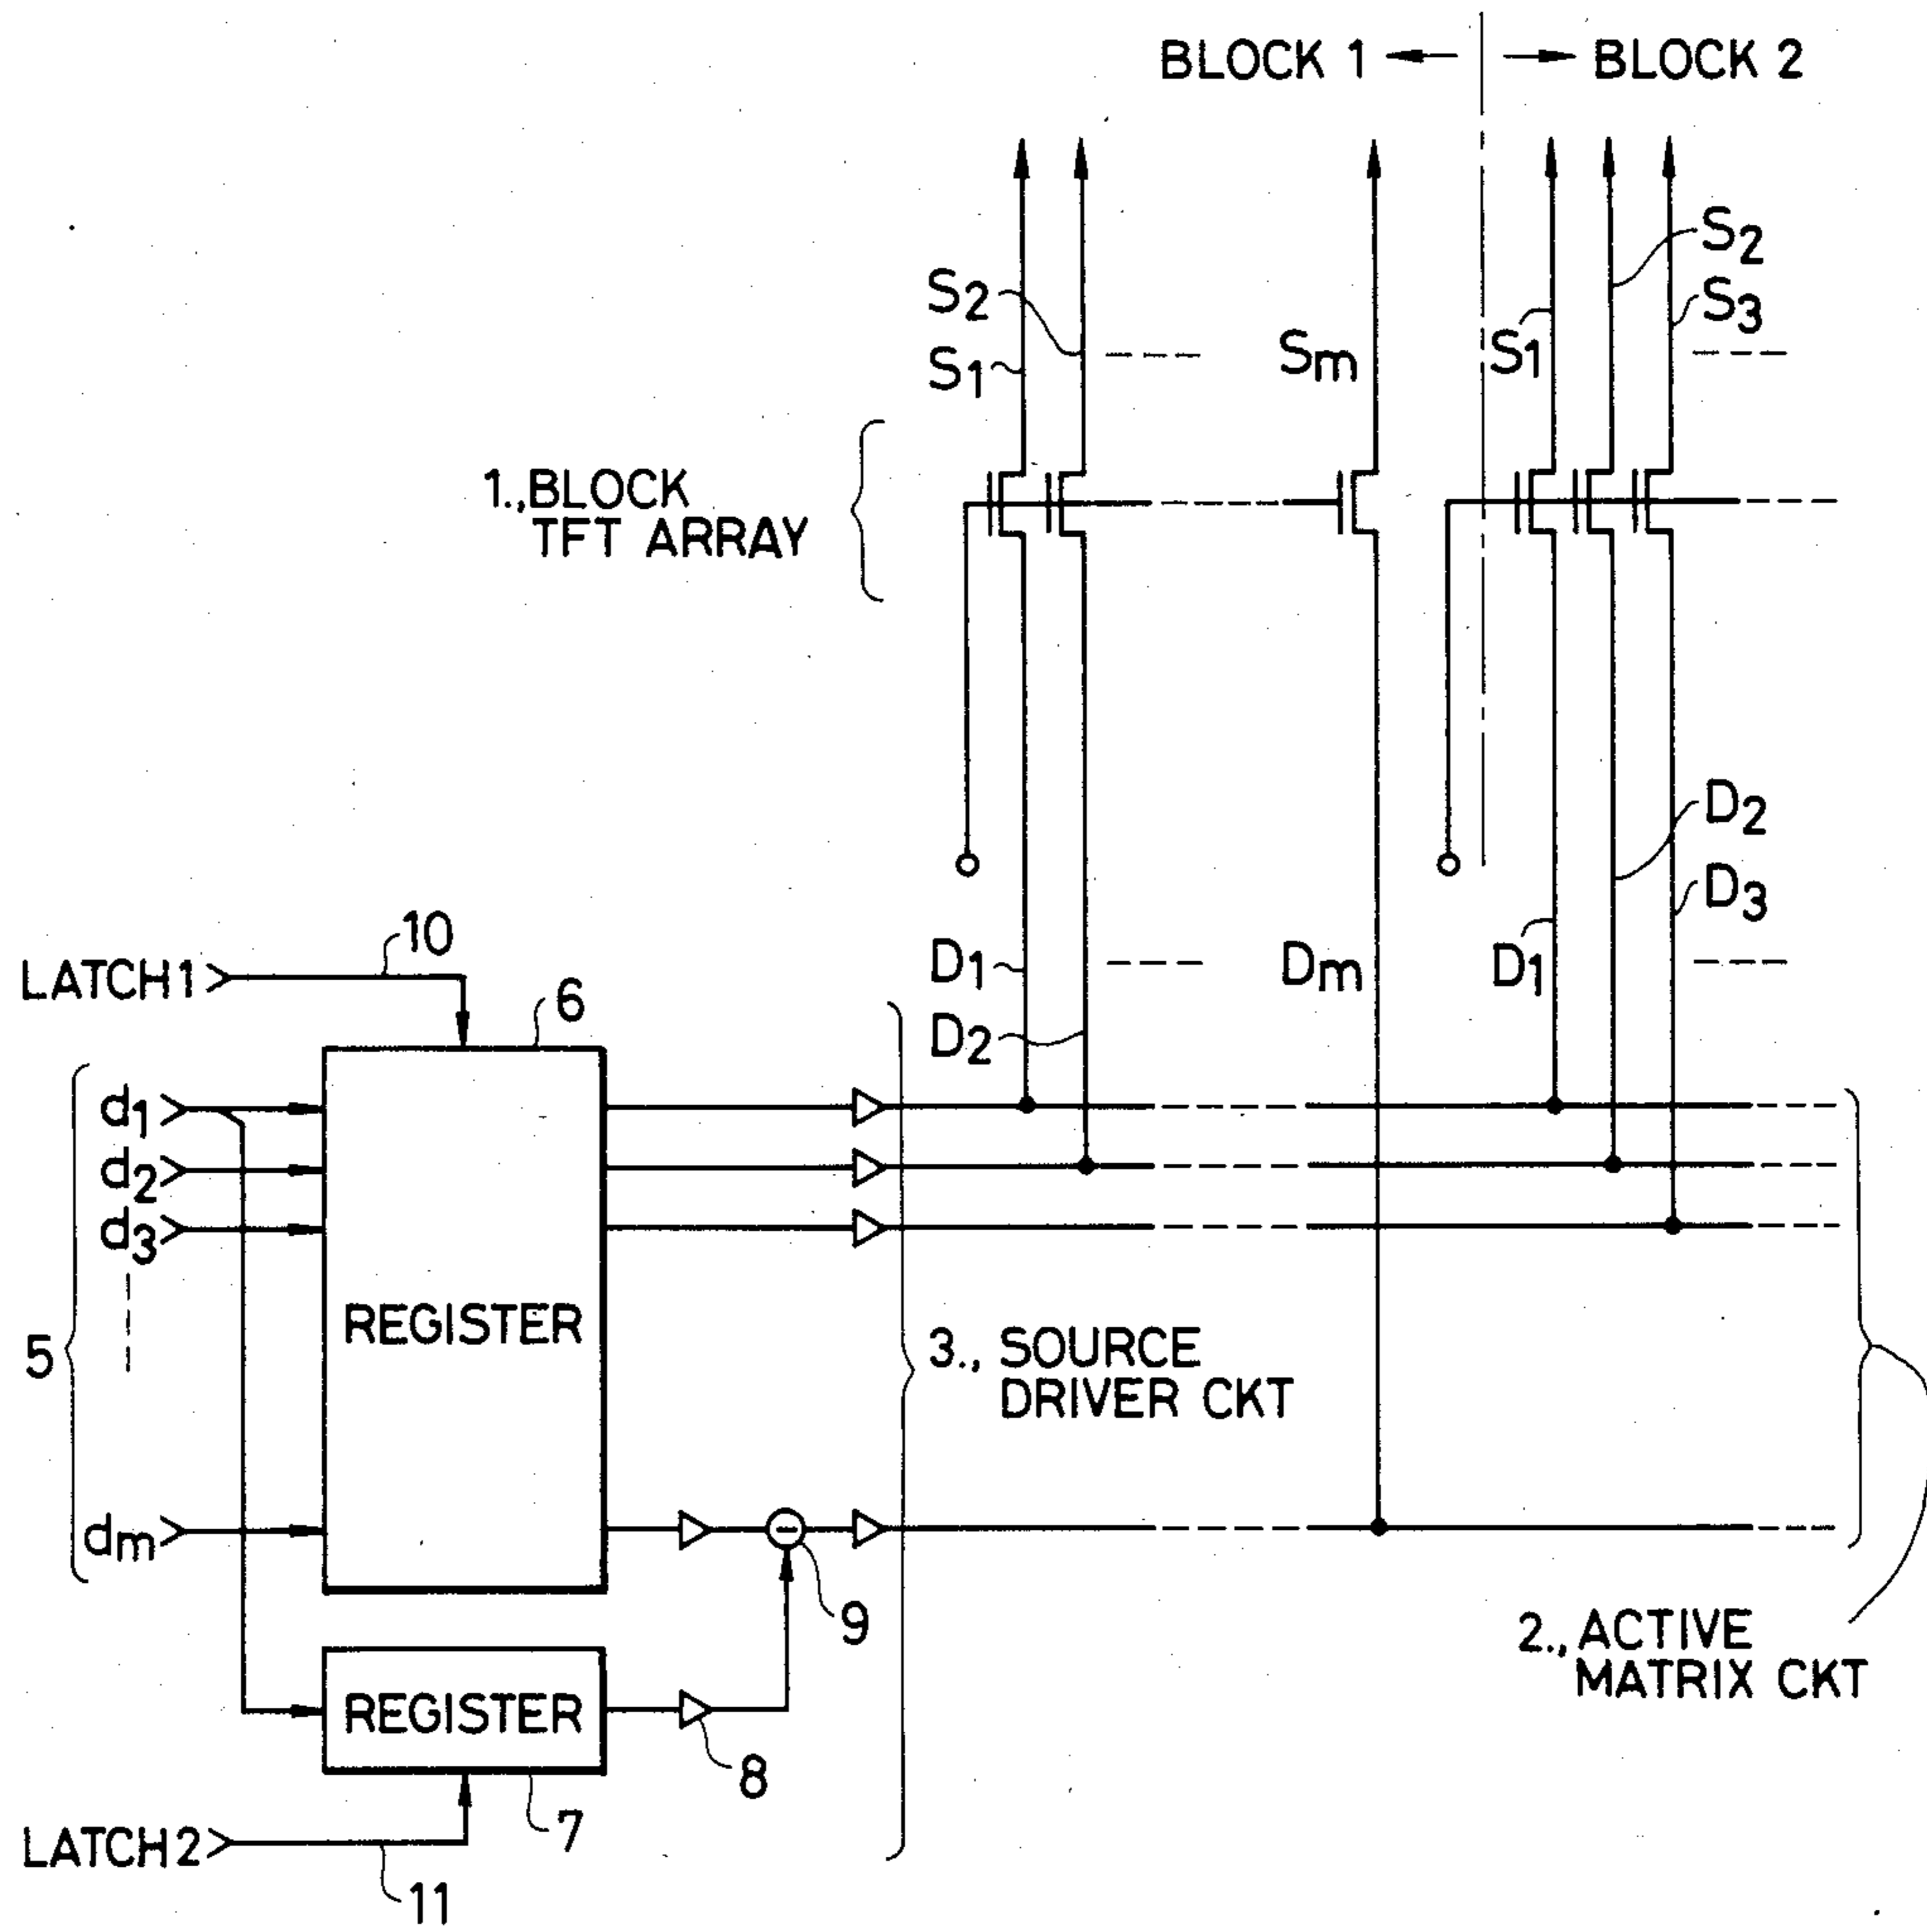 BLOCK 1
BLOCK 2
S2
S2
S3
S1
Sm
S1
1.,BLOCK
TFT ARRAY
D2
D3
10
D1
Dm
D1
LATCH1
6
D2
d1
d2
d3
5
REGISTER
3., SOURCE
DRIVER CKT
dm
9
2., ACTIVE
MATRIX CKT
REGISTER
8
7
LATCH2
11